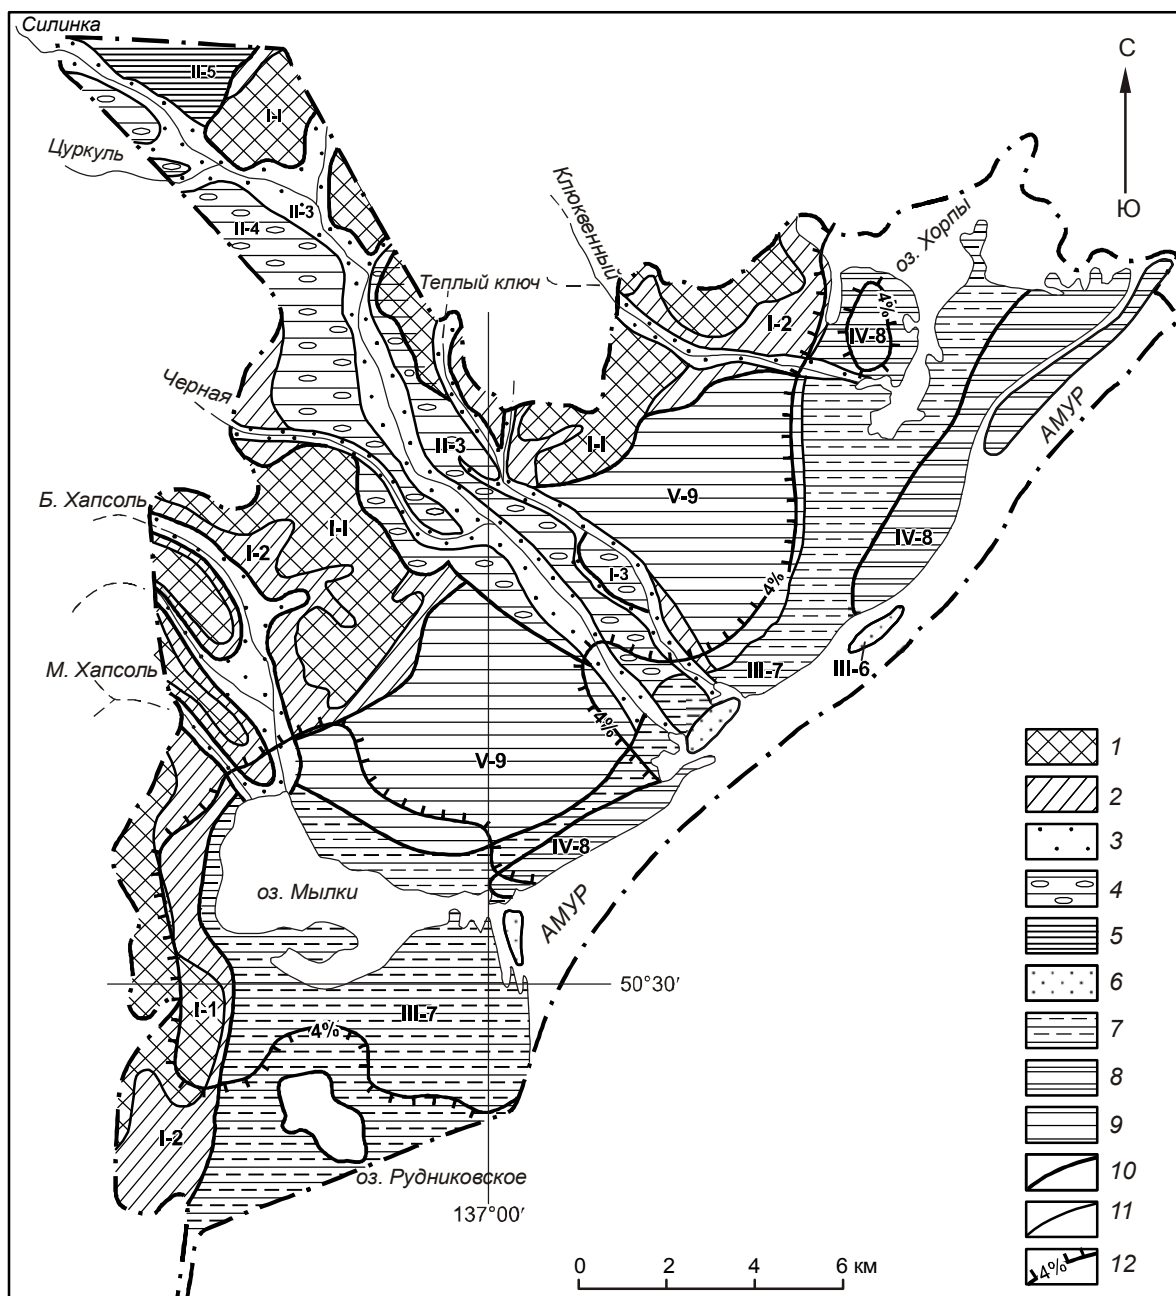 Силинка
С
II-5
I-I
Цуркуль
Ю
II-3
II-4
Клюквенный
оз. Хорпы
Теплый ключ
4%
I-2
IV-8
Черная
АМУР
I-I
II-3
V-9
Б. Хапсоль
I-I
I-2
IV-8
I-3
4%
М. Хапсоль
III-7
III-6
4%
V-9
1
2
3
IV-8
4
оз. Мылки
АМУР
5
6
50°30′
I-1
III-7
4%
7
8
9
I-2
10
оз. Рудниковское
11
137°00′
4%
12
0 2 4 6 км